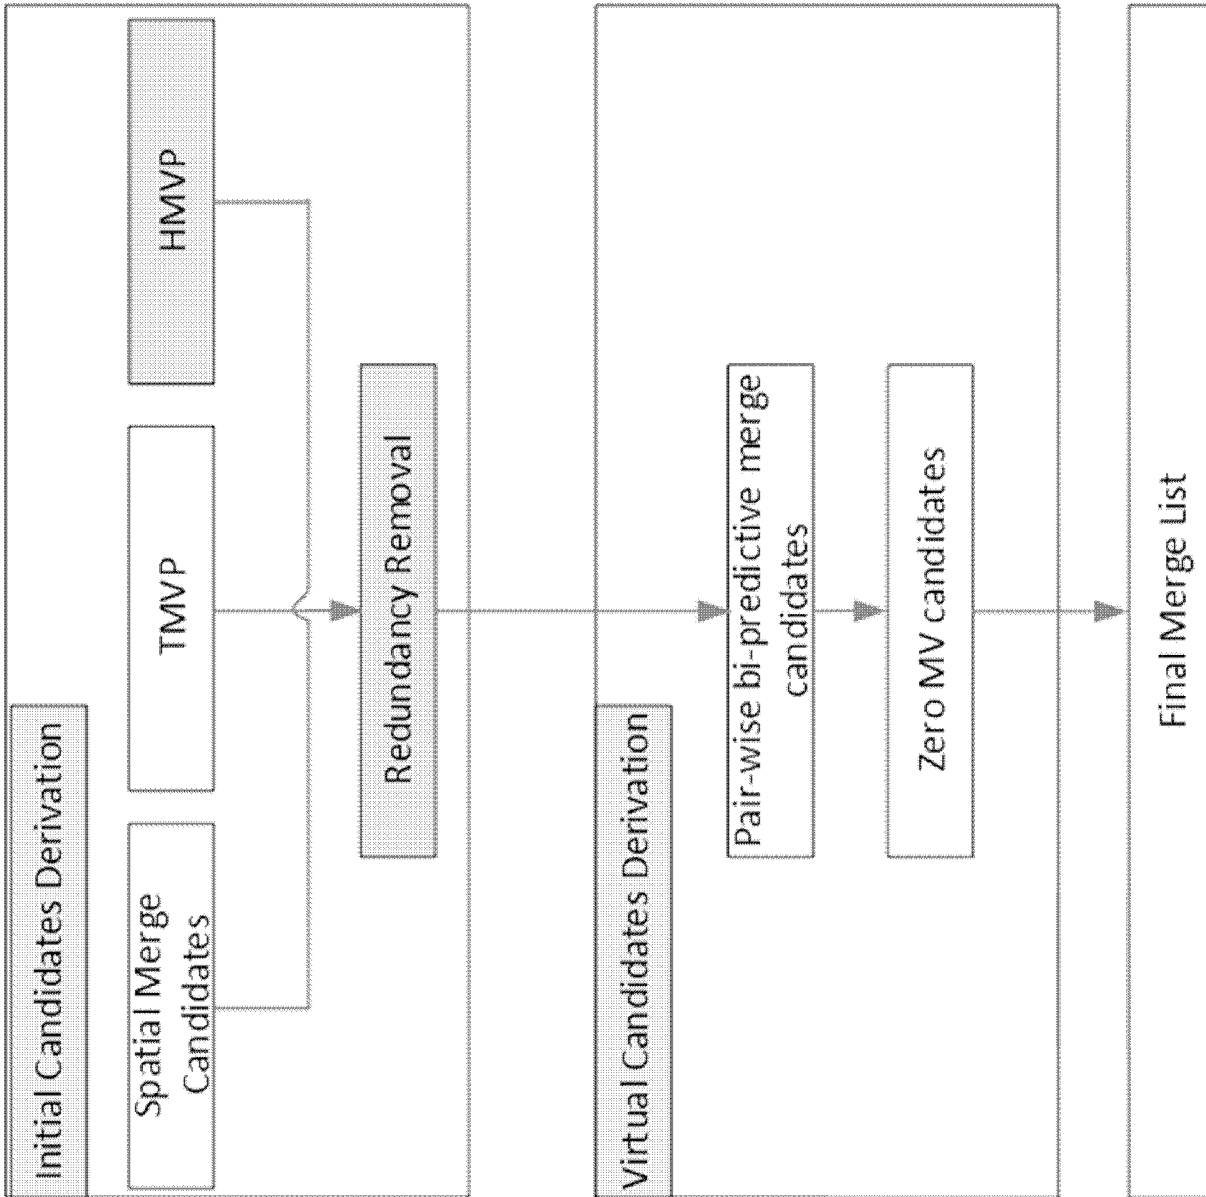 Initial Candidates Derivation
Spatial Merge
Candidates
TMVP
HMVP
Redundancy Removal
Virtual Candidates Derivation
Pair-wise bi-predictive merge
candidates
Zero MV candidates
Final Merge List